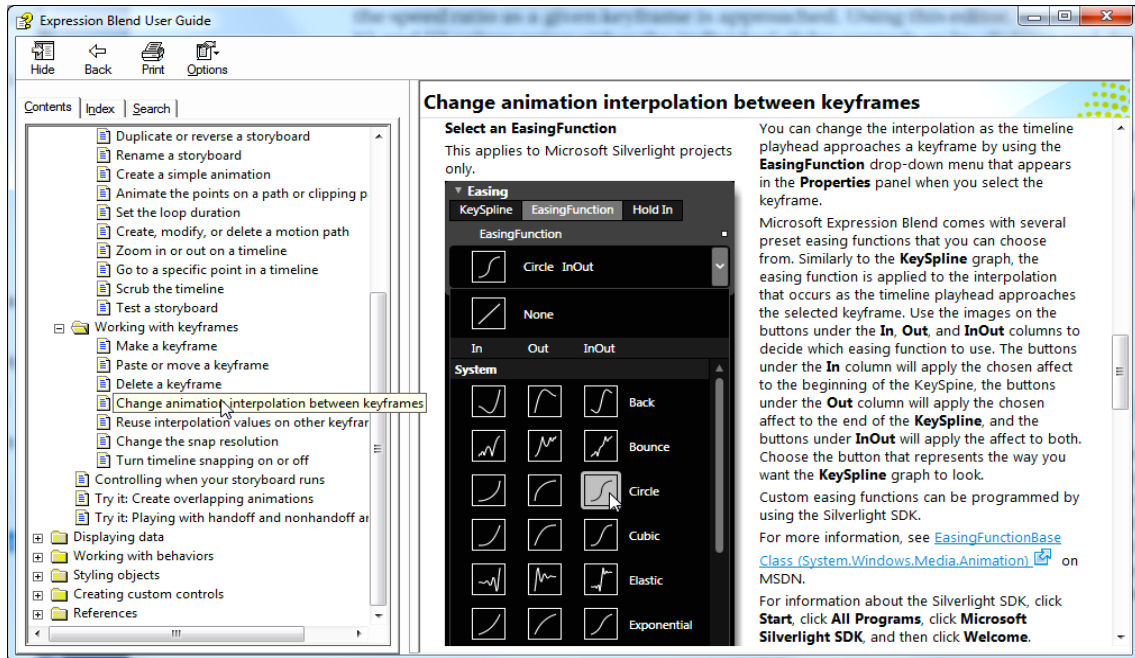 Expression Blend User Guide
the speed ratio as a given keyframe is approached. Using this editor,
Hide
Back
Print
Options
Contents
Index
Search
Duplicate or reverse a storyboard
Rename a storyboard
Create a simple animation
Animate the points on a path or clipping p
Set the loop duration
Create, modify, or delete a motion path
Zoom in or out on a timeline
Go to a specific point in a timeline
Scrub the timeline
Test a storyboard
Working with keyframes
Make a keyframe
Paste or move a keyframe
Delete a keyframe
Change animation interpolation between keyframes
Reuse interpolation values on other keyfrar
Change the snap resolution
Turn timeline snapping on or off
Controlling when your storyboard runs
Try it: Create overlapping animations
Try it: Playing with handoff and nonhandoff ar
Displaying data
Working with behaviors
Styling objects
Creating custom controls
References
Change animation interpolation between keyframes
Select an EasingFunction
This applies to Microsoft Silverlight projects
only.
Easing
KeySpline EasingFunction Hold In
EasingFunction
Circle InOut
None
In Out InOut
System
Back
Bounce
Circle
Cubic
Elastic
Exponential
You can change the interpolation as the timeline
playhead approaches a keyframe by using the
EasingFunction drop-down menu that appears
in the Properties panel when you select the
keyframe.
Microsoft Expression Blend comes with several
preset easing functions that you can choose
from. Similarly to the KeySpline graph, the
easing function is applied to the interpolation
that occurs as the timeline playhead approaches
the selected keyframe. Use the images on the
buttons under the In, Out, and InOut columns to
decide which easing function to use. The buttons
under the In column will apply the chosen affect
to the beginning of the KeySpine, the buttons
under the Out column will apply the chosen
affect to the end of the KeySpline, and the
buttons under InOut will apply the affect to both.
Choose the button that represents the way you
want the KeySpline graph to look.
Custom easing functions can be programmed by
using the Silverlight SDK.
For more information, see EasingFunctionBase
Class (System.Windows.Media.Animation) on
MSDN.
For information about the Silverlight SDK, click
Start, click All Programs, click Microsoft
Silverlight SDK, and then click Welcome.